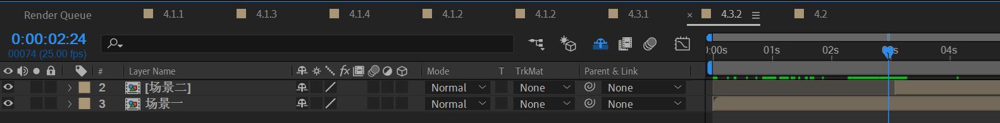 Render Queue 4.1.1 4.1.3 4.1.4 4.1.2 4.1.2 4.3.1 × 4.3.2 4.2
0:00:02:24
00074 (25.00 fps)
:00s 01s 02s 04s
# Layer Name fx Mode T TrkMat Parent & Link
2 [场景二] Normal None None
3 场景一 Normal None None